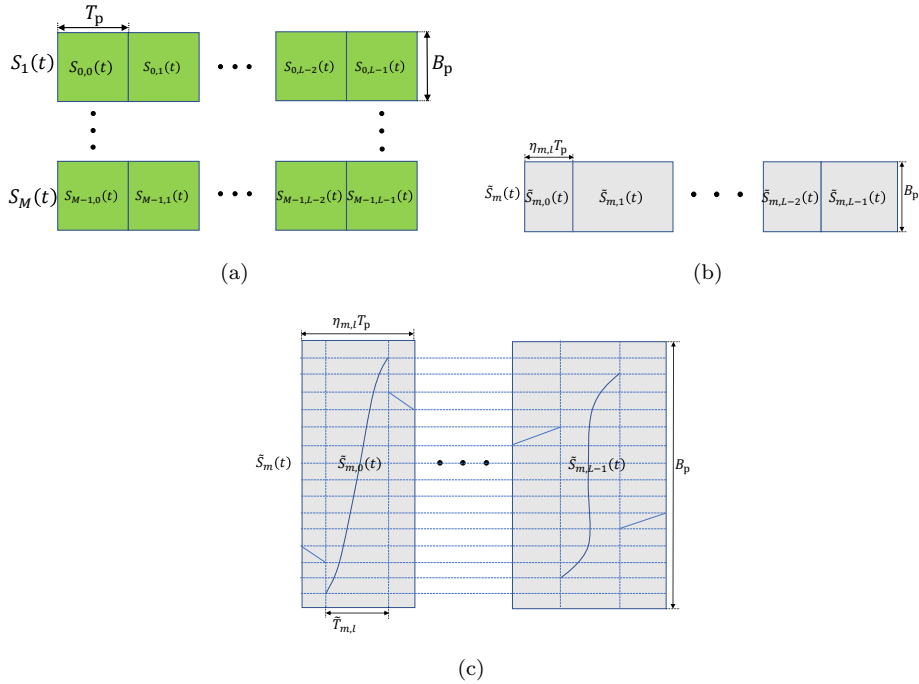 T_p
S_1(t) S_{0,0}(t) S_{0,1}(t) • • • S_{0,L-2}(t) S_{0,L-1}(t) B_p
S_M(t) S_{M-1,0}(t) S_{M-1,1}(t) • • • S_{M-1,L-2}(t) S_{M-1,L-1}(t)
(a)
η_{m,l}T_p
S̃_m(t) S̃_{m,0}(t) S̃_{m,1}(t) • • • S̃_{m,L-2}(t) S̃_{m,L-1}(t) B_p
(b)
η_{m,l}T_p
S̃_m(t) S̃_{m,0}(t) • • • S̃_{m,L-1}(t) B_p
T̃_{m,l}
(c)